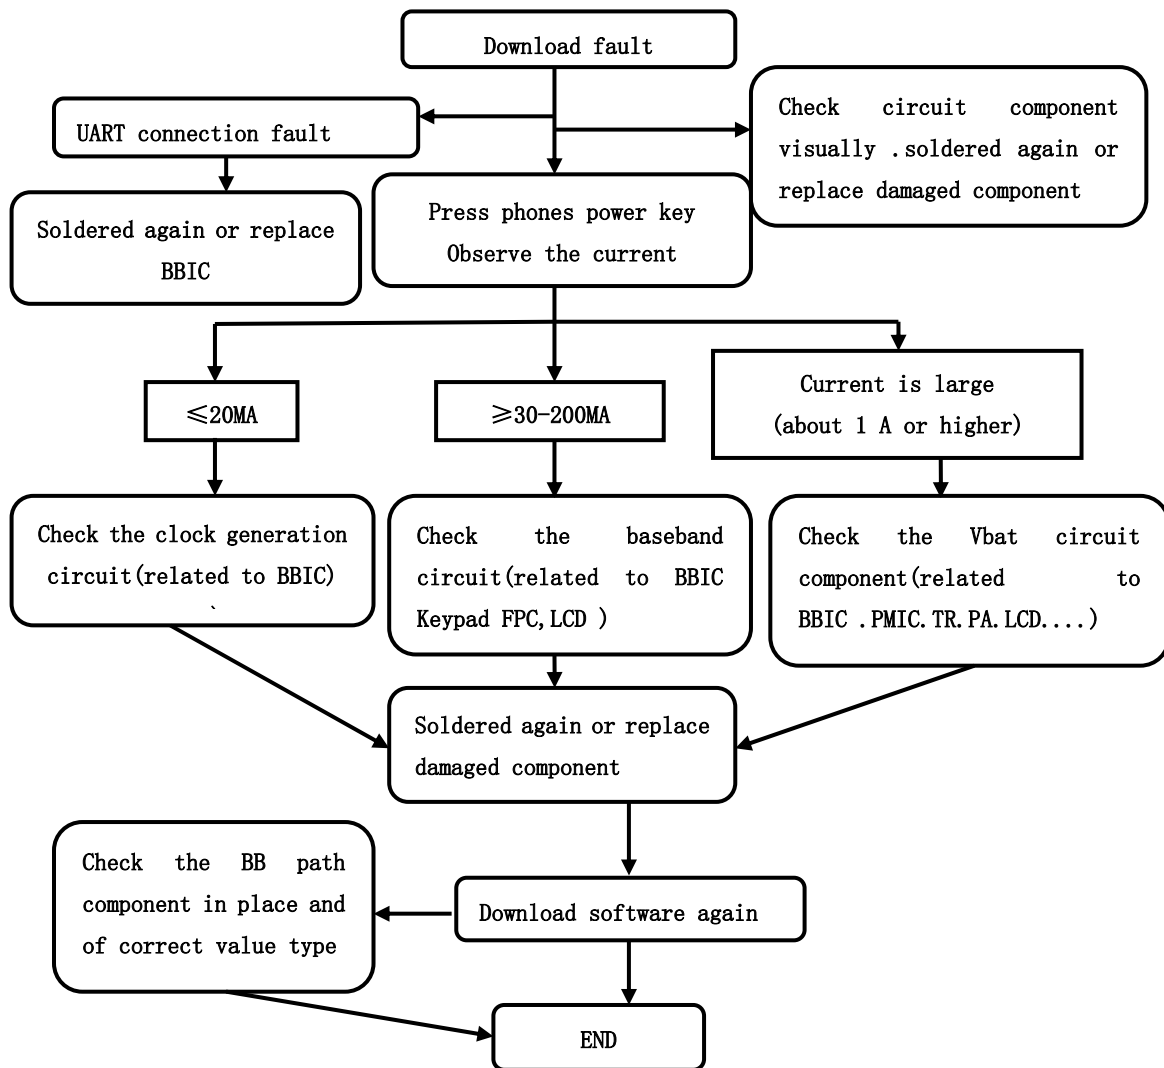 Download fault
UART connection fault
Check circuit component
visually .soldered again or
replace damaged component
Soldered again or replace
BBIC
Press phones power key
Observe the current
≤20MA
≥30-200MA
Current is large
(about 1 A or higher)
Check the clock generation
circuit(related to BBIC)
、
Check the baseband
circuit(related to BBIC
Keypad FPC,LCD )
Check the Vbat circuit
component(related to
BBIC .PMIC.TR.PA.LCD....)
Soldered again or replace
damaged component
Check the BB path
component in place and
of correct value type
Download software again
END